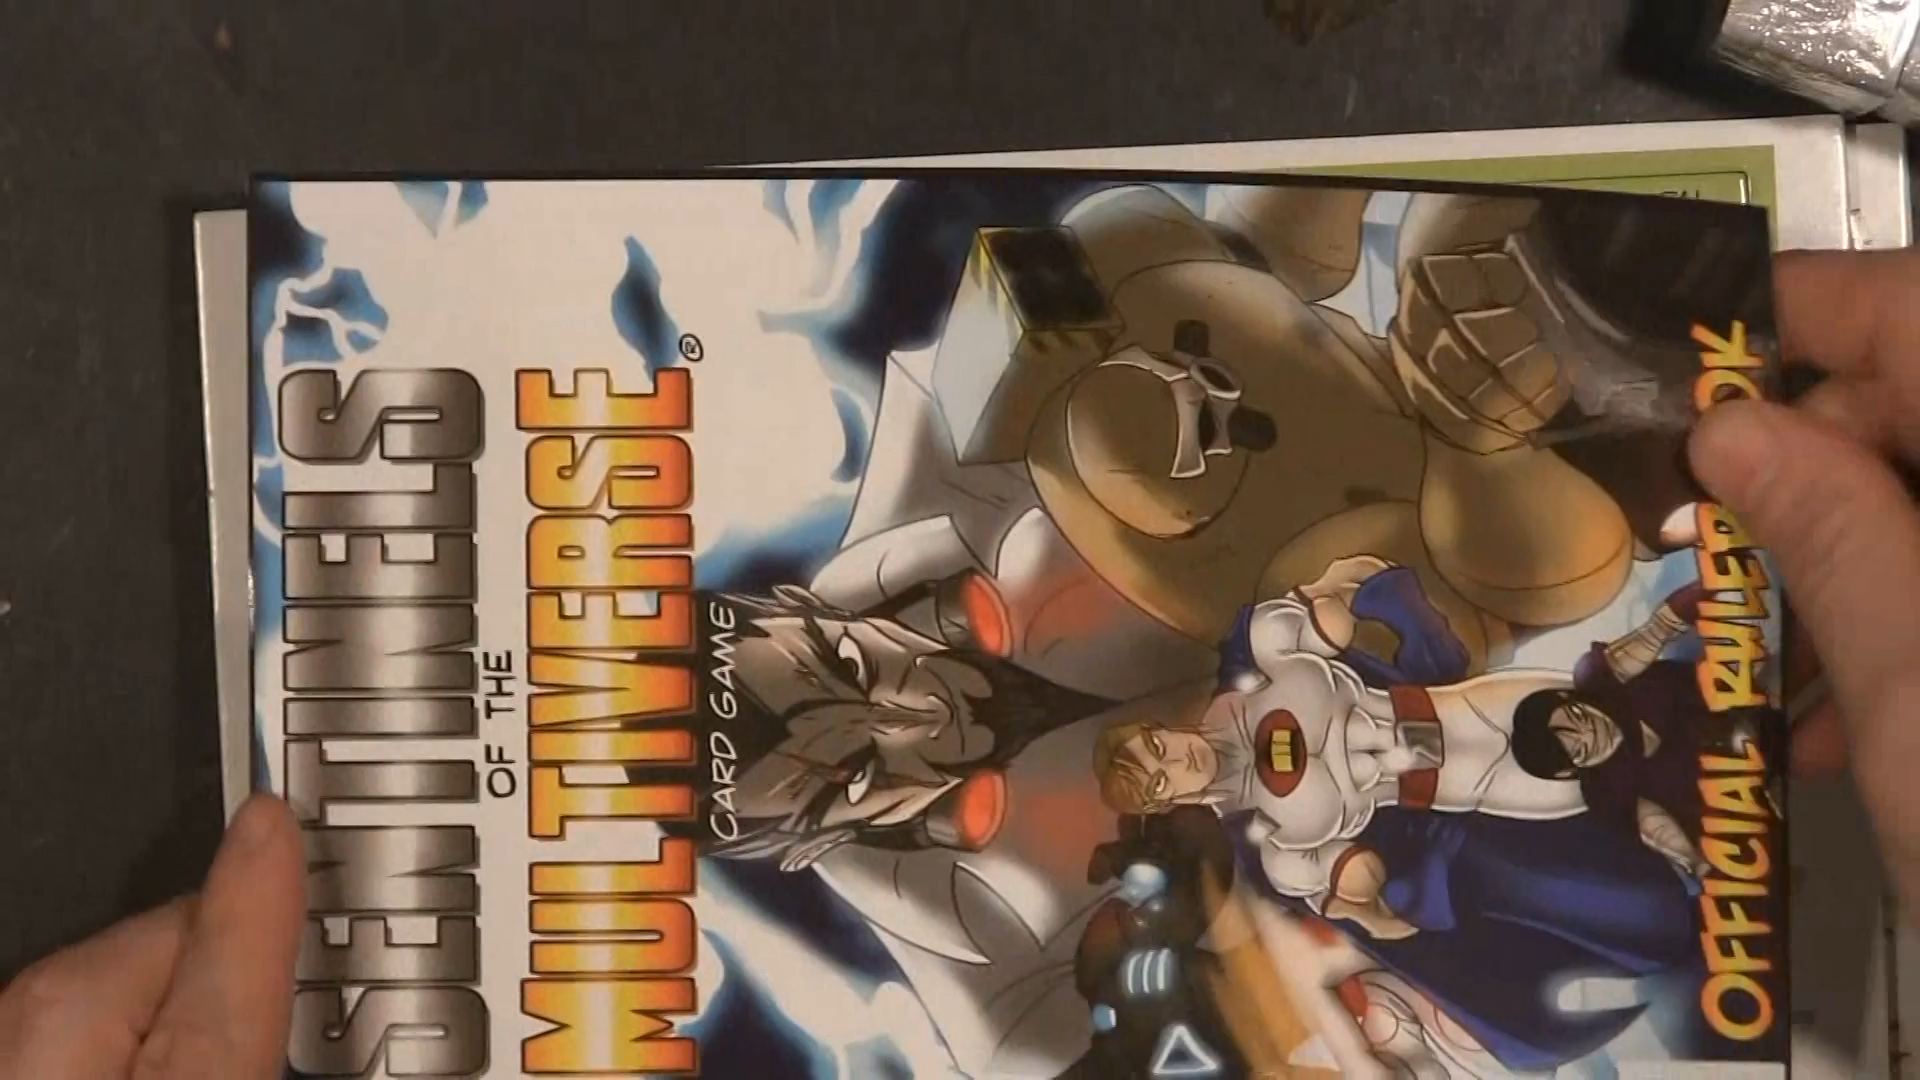 SENTINELS
OF THE
MULTIVERSE®
CARD GAME
OFFICIAL